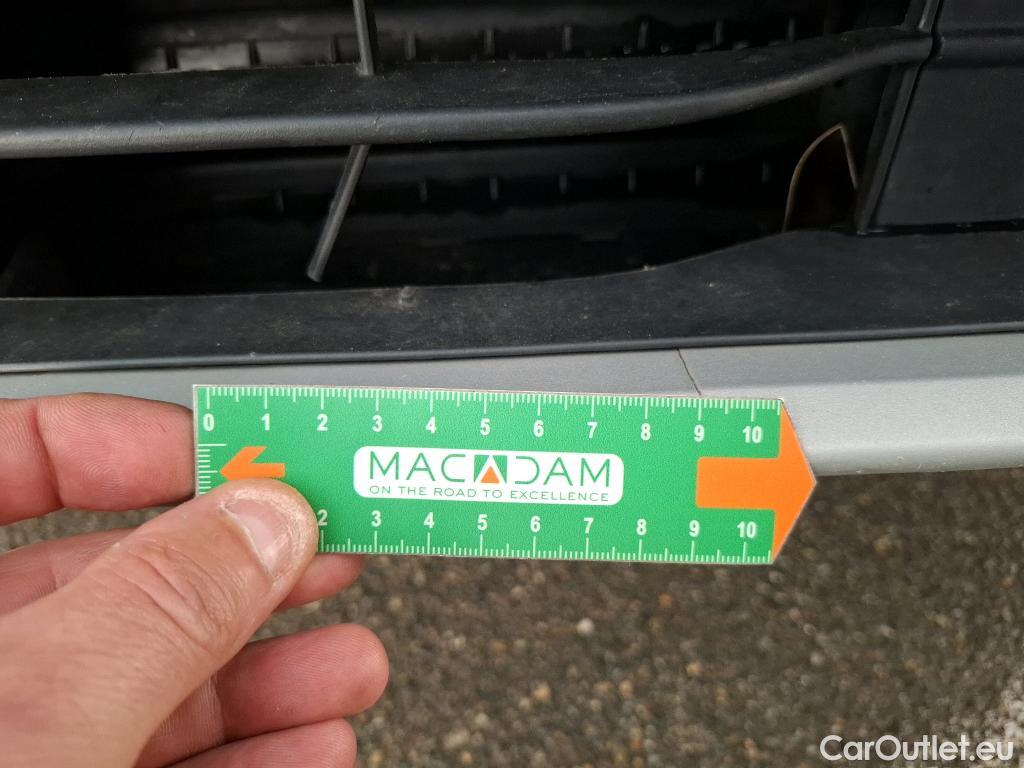 0 1 2 3 4 5 6 7 8 9 10
MACADAM
ON THE ROAD TO EXCELLENCE
2 3 4 5 6 7 8 9 10
CarOutlet.eu